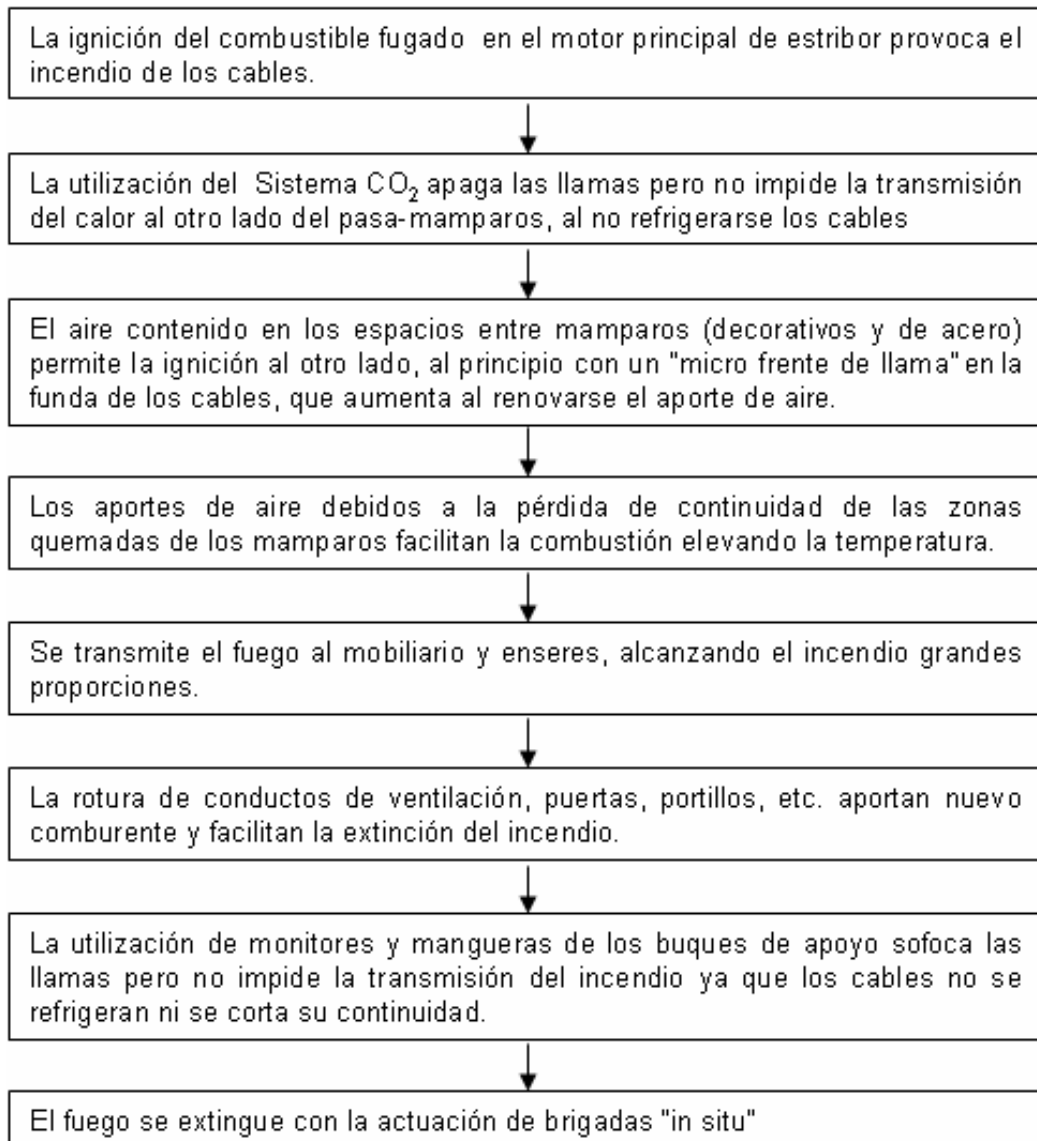 La ignición del combustible fugado en el motor principal de estribor provoca el
incendio de los cables.
La utilización del Sistema CO₂ apaga las llamas pero no impide la transmisión
del calor al otro lado del pasa-mamparos, al no refrigerarse los cables
El aire contenido en los espacios entre mamparos (decorativos y de acero)
permite la ignición al otro lado, al principio con un "micro frente de llama" en la
funda de los cables, que aumenta al renovarse el aporte de aire.
Los aportes de aire debidos a la pérdida de continuidad de las zonas
quemadas de los mamparos facilitan la combustión elevando la temperatura.
Se transmite el fuego al mobiliario y enseres, alcanzando el incendio grandes
proporciones.
La rotura de conductos de ventilación, puertas, portillos, etc. aportan nuevo
comburente y facilitan la extinción del incendio.
La utilización de monitores y mangueras de los buques de apoyo sofoca las
llamas pero no impide la transmisión del incendio ya que los cables no se
refrigeran ni se corta su continuidad.
El fuego se extingue con la actuación de brigadas "in situ"